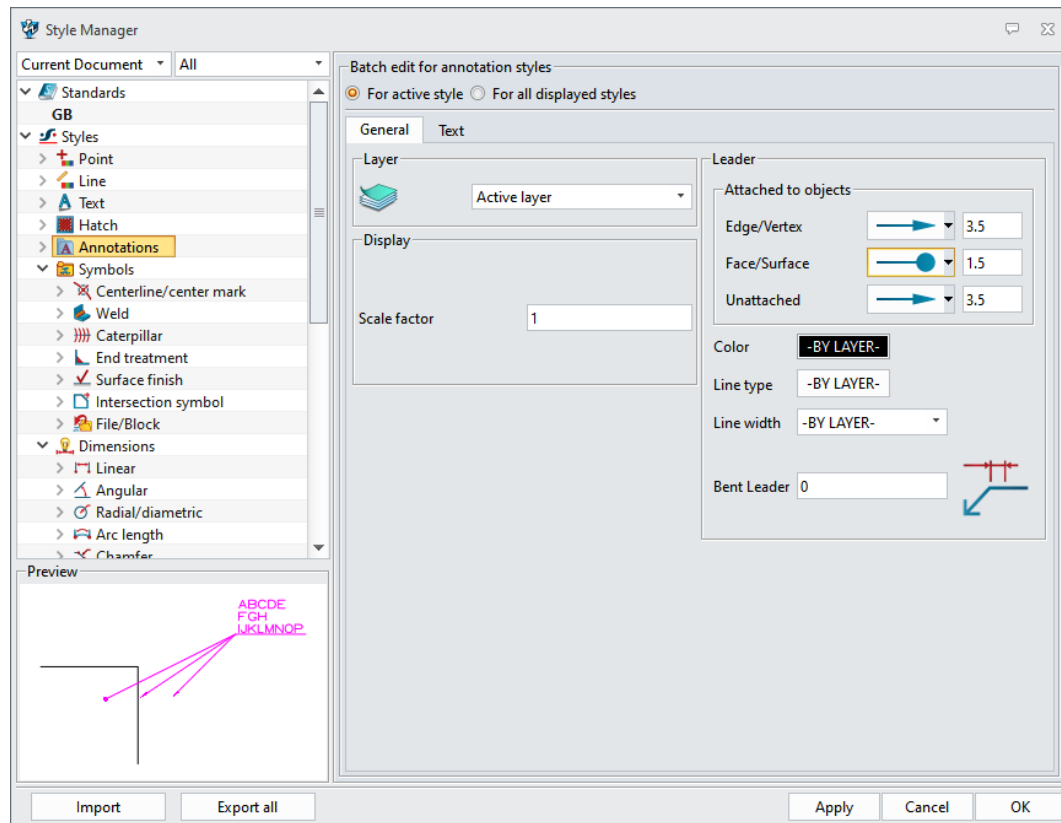 Style Manager
Current Document All
Standards
GB
Styles
Point
Line
Text
Hatch
Annotations
Symbols
Centerline/center mark
Weld
Caterpillar
End treatment
Surface finish
Intersection symbol
File/Block
Dimensions
Linear
Angular
Radial/diametric
Arc length
Chamfer
Preview
ABCDE
FGH
IJKLMNOP
Batch edit for annotation styles
For active style For all displayed styles
General Text
Layer
Active layer
Display
Scale factor 1
Leader
Attached to objects
Edge/Vertex 3.5
Face/Surface 1.5
Unattached 3.5
Color -BY LAYER-
Line type -BY LAYER-
Line width -BY LAYER-
Bent Leader 0
Import Export all Apply Cancel OK